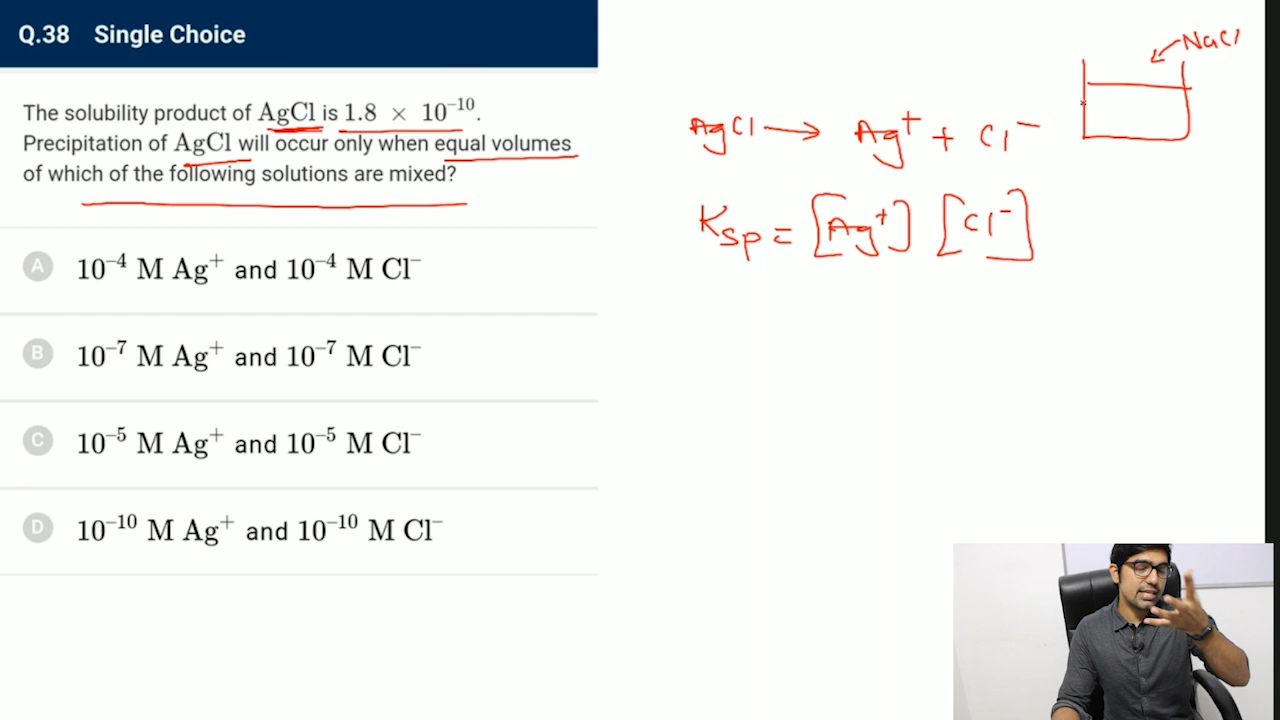 Q.38 Single Choice
The solubility product of AgCl is 1.8 × 10⁻¹⁰.
Precipitation of AgCl will occur only when equal volumes
of which of the following solutions are mixed?
A 10⁻⁴ M Ag⁺ and 10⁻⁴ M Cl⁻
B 10⁻⁷ M Ag⁺ and 10⁻⁷ M Cl⁻
C 10⁻⁵ M Ag⁺ and 10⁻⁵ M Cl⁻
D 10⁻¹⁰ M Ag⁺ and 10⁻¹⁰ M Cl⁻
NaCl
AgCl → Ag⁺ + Cl⁻
Ksp = [Ag⁺] [Cl⁻]